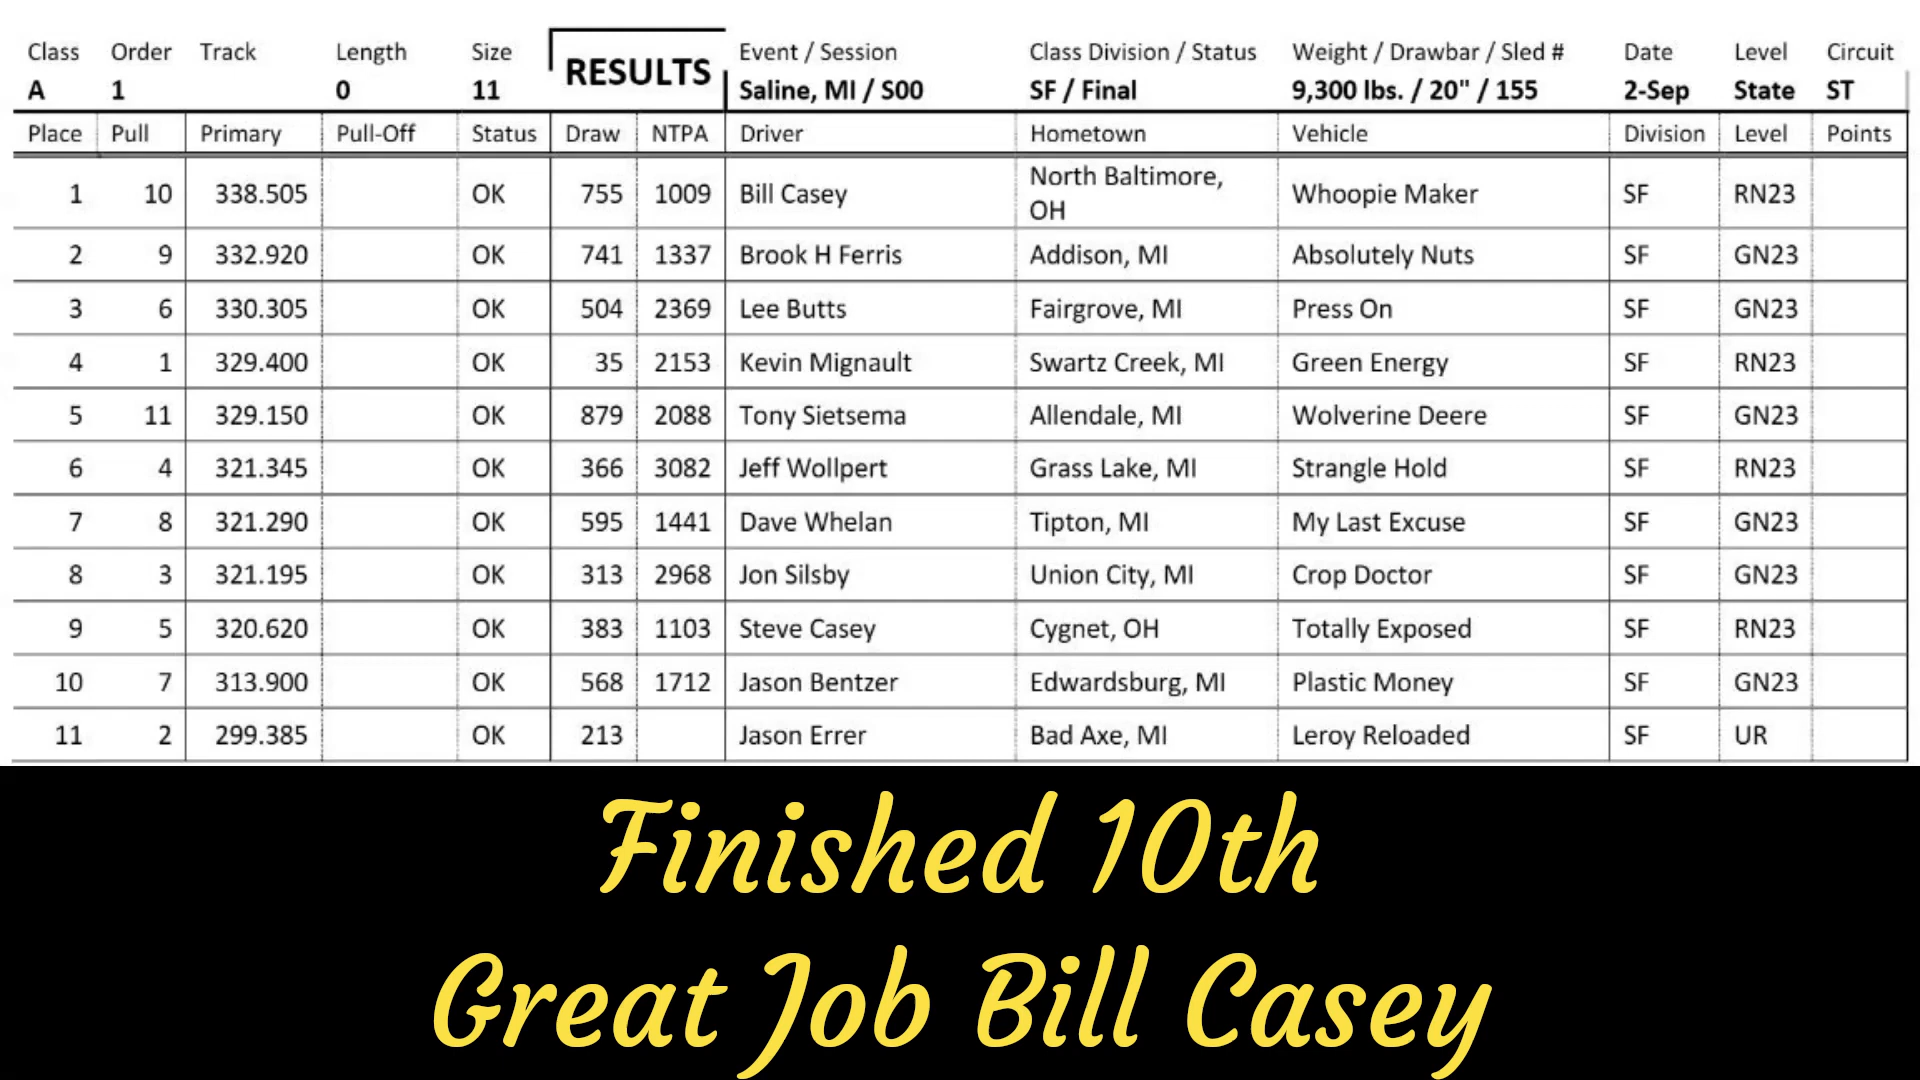 Class Order Track Length Size RESULTS Event / Session Class Division / Status Weight / Drawbar / Sled # Date Level Circuit
A 1 0 11 Saline, MI / S00 SF / Final 9,300 lbs. / 20" / 155 2-Sep State ST
Place Pull Primary Pull-Off Status Draw NTPA Driver Hometown Vehicle Division Level Points
1 10 338.505 OK 755 1009 Bill Casey North Baltimore, OH Whoopie Maker SF RN23
2 9 332.920 OK 741 1337 Brook H Ferris Addison, MI Absolutely Nuts SF GN23
3 6 330.305 OK 504 2369 Lee Butts Fairgrove, MI Press On SF GN23
4 1 329.400 OK 35 2153 Kevin Mignault Swartz Creek, MI Green Energy SF RN23
5 11 329.150 OK 879 2088 Tony Sietsema Allendale, MI Wolverine Deere SF GN23
6 4 321.345 OK 366 3082 Jeff Wollpert Grass Lake, MI Strangle Hold SF RN23
7 8 321.290 OK 595 1441 Dave Whelan Tipton, MI My Last Excuse SF GN23
8 3 321.195 OK 313 2968 Jon Silsby Union City, MI Crop Doctor SF GN23
9 5 320.620 OK 383 1103 Steve Casey Cygnet, OH Totally Exposed SF RN23
10 7 313.900 OK 568 1712 Jason Bentzer Edwardsburg, MI Plastic Money SF GN23
11 2 299.385 OK 213 Jason Errer Bad Axe, MI Leroy Reloaded SF UR
Finished 10th
Great Job Bill Casey